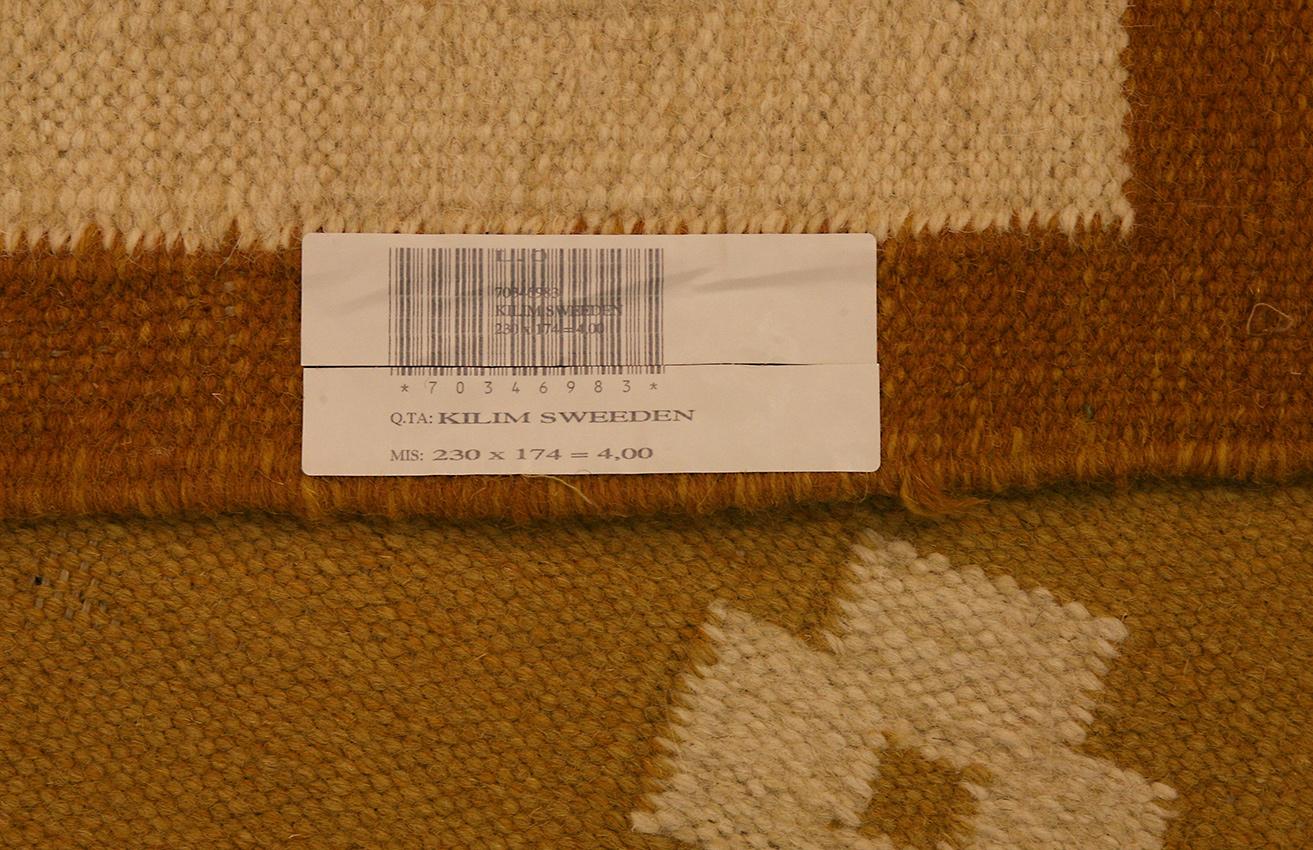 KILIM SWEEDEN
230 x 174 = 4,00
* 7 0 3 4 6 9 8 3 *
Q.TA: KILIM SWEEDEN
MIS: 230 x 174 = 4,00